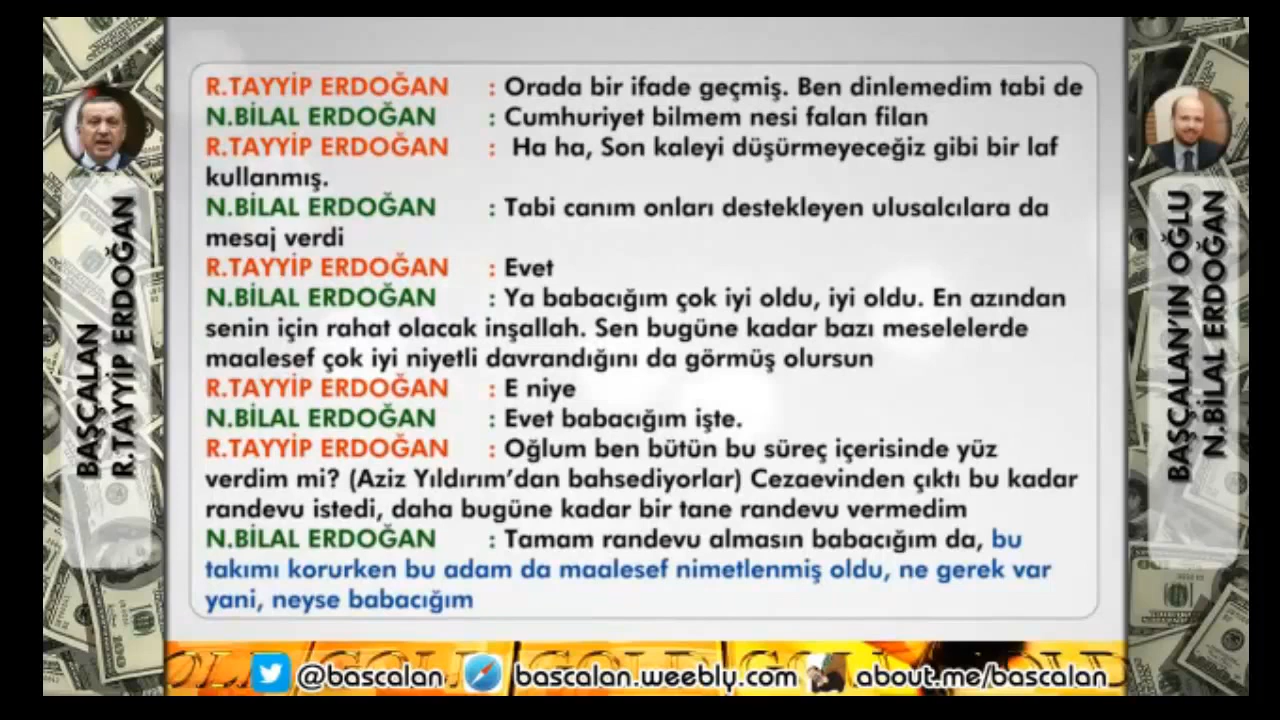 R.TAYYİP ERDOĞAN : Orada bir ifade geçmiş. Ben dinlemedim tabi de
N.BİLAL ERDOĞAN : Cumhuriyet bilmem nesi falan filan
R.TAYYİP ERDOĞAN : Ha ha, Son kaleyi düşürmeyeceğiz gibi bir laf
kullanmış.
N.BİLAL ERDOĞAN : Tabi canım onları destekleyen ulusalcılara da
mesaj verdi
R.TAYYİP ERDOĞAN : Evet
N.BİLAL ERDOĞAN : Ya babacığım çok iyi oldu, iyi oldu. En azından
senin için rahat olacak inşallah. Sen bugüne kadar bazı meselelerde
maalesef çok iyi niyetli davrandığını da görmüş olursun
R.TAYYİP ERDOĞAN : E niye
N.BİLAL ERDOĞAN : Evet babacığım işte.
R.TAYYİP ERDOĞAN : Oğlum ben bütün bu süreç içerisinde yüz
verdim mi? (Aziz Yıldırım’dan bahsediyorlar) Cezaevinden çıktı bu kadar
randevu istedi, daha bugüne kadar bir tane randevu vermedim
N.BİLAL ERDOĞAN : Tamam randevu almasın babacığım da, bu
takımı korurken bu adam da maalesef nimetlenmiş oldu, ne gerek var
yani, neyse babacığım
BAŞÇALAN
R.TAYYİP ERDOĞAN
BAŞÇALAN’IN OĞLU
N.BİLAL ERDOĞAN
@bascalan bascalan.weebly.com about.me/bascalan